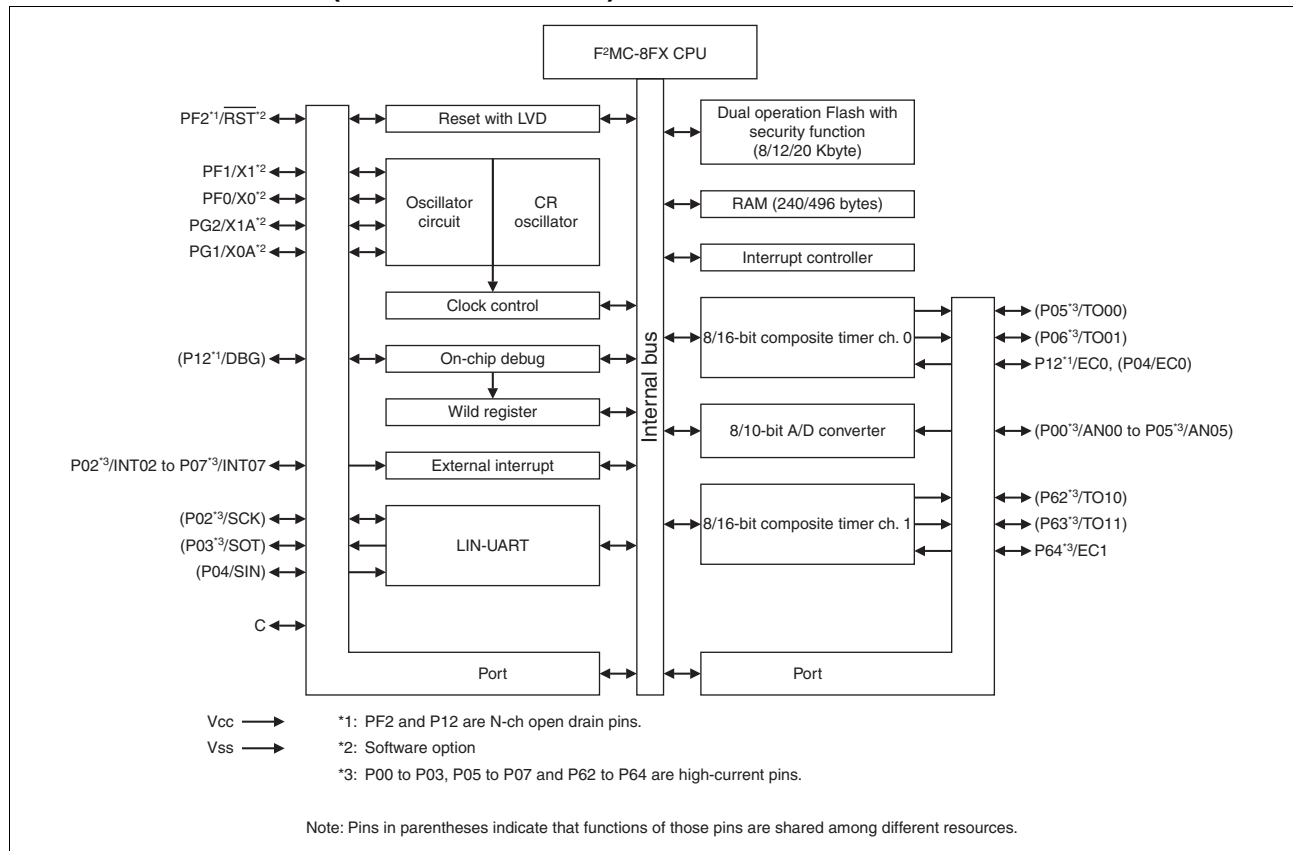 F²MC-8FX CPU
PF2*1/RST*2
Reset with LVD
Dual operation Flash with
security function
(8/12/20 Kbyte)
PF1/X1*2
PF0/X0*2
PG2/X1A*2
PG1/X0A*2
Oscillator
circuit
CR
oscillator
RAM (240/496 bytes)
Interrupt controller
Clock control
Internal bus
8/16-bit composite timer ch. 0
(P05*3/TO00)
(P06*3/TO01)
P12*1/EC0, (P04/EC0)
(P12*1/DBG)
On-chip debug
Wild register
8/10-bit A/D converter
(P00*3/AN00 to P05*3/AN05)
P02*3/INT02 to P07*3/INT07
External interrupt
(P02*3/SCK)
(P03*3/SOT)
(P04/SIN)
LIN-UART
8/16-bit composite timer ch. 1
(P62*3/TO10)
(P63*3/TO11)
P64*3/EC1
C
Port
Port
Vcc
Vss
*1: PF2 and P12 are N-ch open drain pins.
*2: Software option
*3: P00 to P03, P05 to P07 and P62 to P64 are high-current pins.
Note: Pins in parentheses indicate that functions of those pins are shared among different resources.